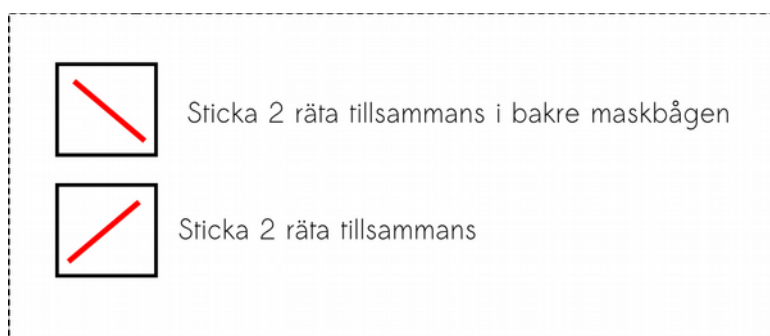 Sticka 2 räta tillsammans i bakre maskbågen
Sticka 2 räta tillsammans